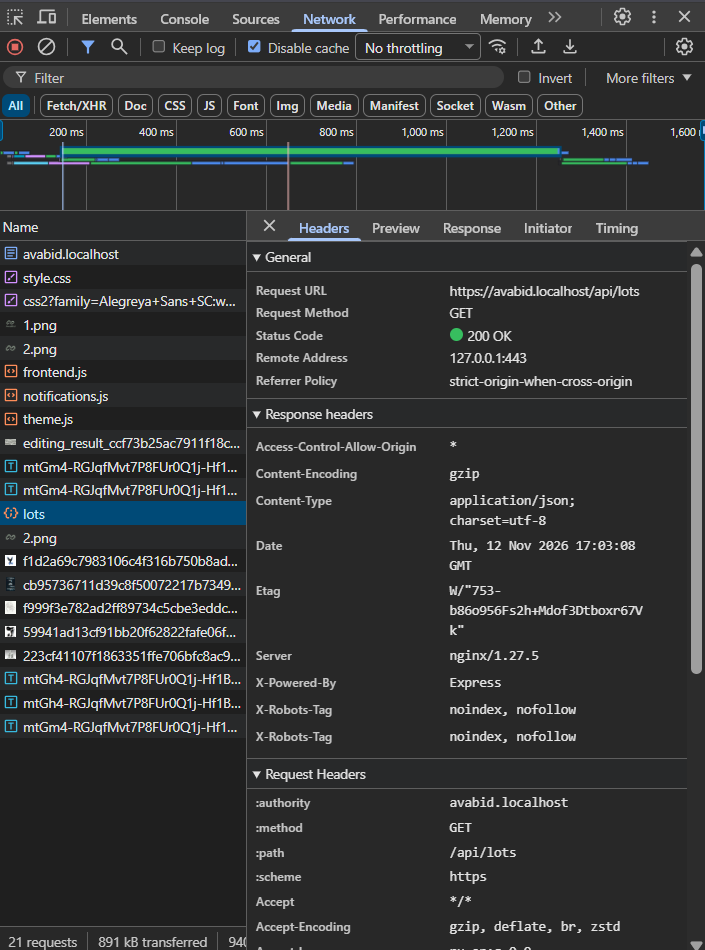 Elements Console Sources Network Performance Memory
Keep log Disable cache No throttling
Filter Invert More filters
All Fetch/XHR Doc CSS JS Font Img Media Manifest Socket Wasm Other
200 ms 400 ms 600 ms 800 ms 1,000 ms 1,200 ms 1,400 ms 1,600
Name
avabid.localhost
style.css
css2?family=Alegreya+Sans+SC:w...
1.png
2.png
frontend.js
notifications.js
theme.js
editing_result_ccf73b25ac7911f18c...
mtGm4-RGJqfMvt7P8FUr0Q1j-Hf1...
mtGm4-RGJqfMvt7P8FUr0Q1j-Hf1...
lots
2.png
f1d2a69c7983106c4f316b750b8ad...
cb95736711d39c8f50072217b7349...
f999f3e782ad2ff89734c5cbe3eddc...
59941ad13cf91bb20f62822fafe06f...
223cf41107f1863351ffe706bfc8ac9...
mtGh4-RGJqfMvt7P8FUr0Q1j-Hf1B...
mtGh4-RGJqfMvt7P8FUr0Q1j-Hf1B...
mtGm4-RGJqfMvt7P8FUr0Q1j-Hf1...
21 requests 891 kB transferred 940
Headers Preview Response Initiator Timing
General
Request URL https://avabid.localhost/api/lots
Request Method GET
Status Code 200 OK
Remote Address 127.0.0.1:443
Referrer Policy strict-origin-when-cross-origin
Response headers
Access-Control-Allow-Origin *
Content-Encoding gzip
Content-Type application/json;
charset=utf-8
Date Thu, 12 Nov 2026 17:03:08
GMT
Etag W/"753-
b86o956Fs2h+Mdof3Dtboxr67V
k"
Server nginx/1.27.5
X-Powered-By Express
X-Robots-Tag noindex, nofollow
X-Robots-Tag noindex, nofollow
Request Headers
:authority avabid.localhost
:method GET
:path /api/lots
:scheme https
Accept */*
Accept-Encoding gzip, deflate, br, zstd